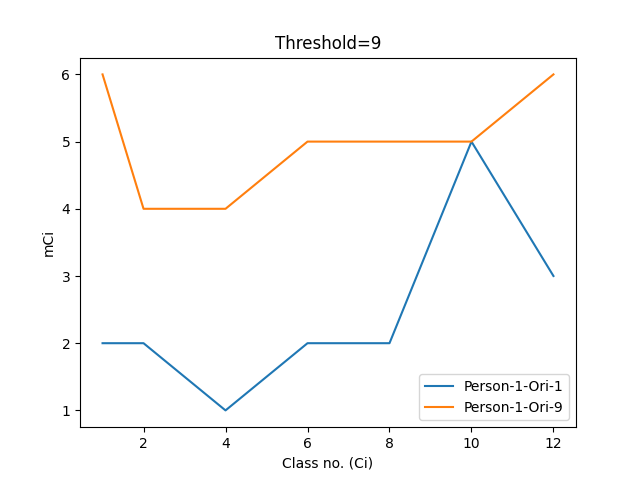 Threshold=9
6
5
4
3
2
1
mCi
2 4 6 8 10 12
Class no. (Ci)
Person-1-Ori-1
Person-1-Ori-9